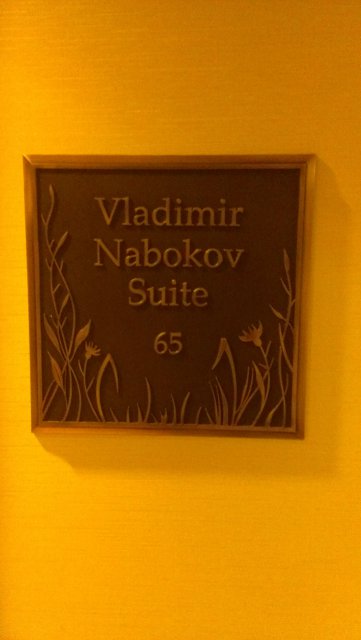 Vladimir
Nabokov
Suite
65